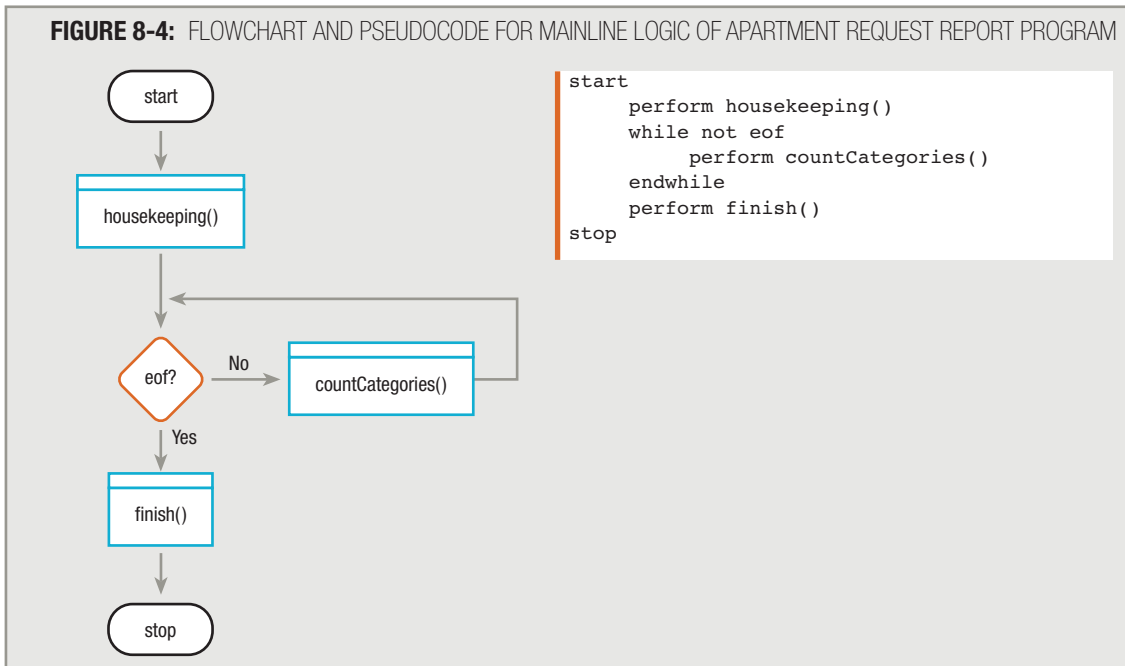 FIGURE 8-4: FLOWCHART AND PSEUDOCODE FOR MAINLINE LOGIC OF APARTMENT REQUEST REPORT PROGRAM
start
housekeeping()
eof?
No
countCategories()
Yes
finish()
stop
start
perform housekeeping()
while not eof
perform countCategories()
endwhile
perform finish()
stop